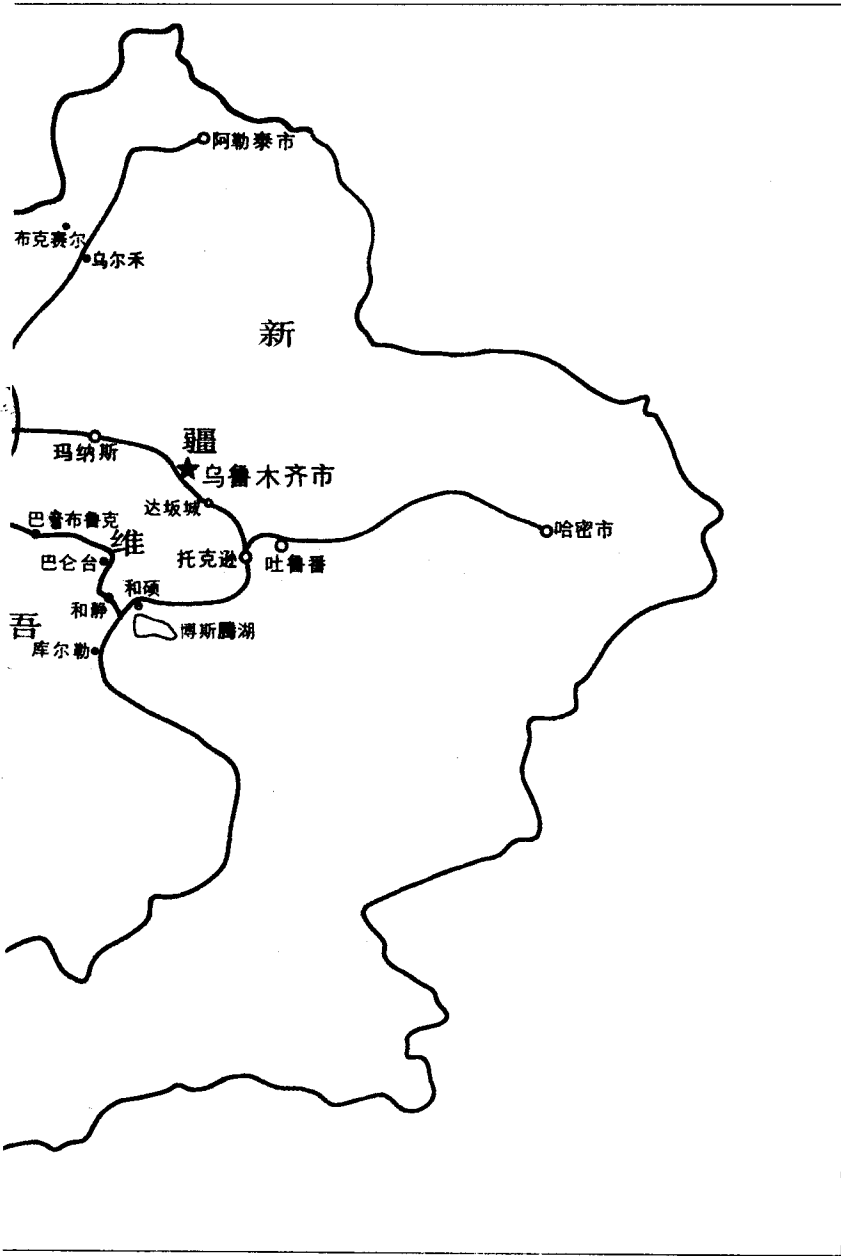 阿勒泰市
布克赛尔
乌尔禾
新
疆
玛纳斯
乌鲁木齐市
达坂城
巴音布鲁克
维
哈密市
巴仑台
托克逊
吐鲁番
和硕
和静
吾
博斯腾湖
库尔勒